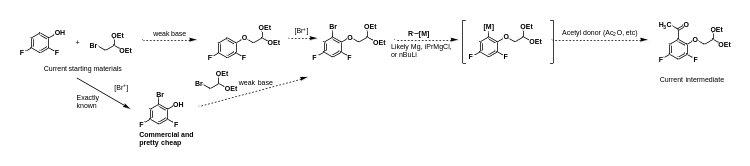 OH
F
F
+
Br
OEt
OEt
Current starting materials
weak base
OEt
O
OEt
F
F
[Br⁺]
Br
OEt
O
OEt
F
F
R–[M]
Likely Mg, iPrMgCl,
or nBuLi
[M]
OEt
O
OEt
F
F
Acetyl donor (Ac₂O, etc)
H₃C
O
OEt
O
OEt
F
F
Current intermediate
[Br⁺]
Exactly
known
Br
OH
F
F
Commercial and
pretty cheap
OEt
Br
OEt
weak base